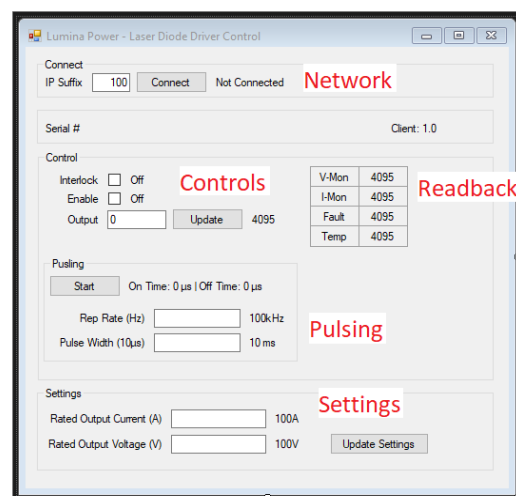 Lumina Power - Laser Diode Driver Control
Connect
IP Suffix 100 Connect Not Connected Network
Serial # Client: 1.0
Control
Interlock Off Controls V-Mon 4095 Readback
Enable Off I-Mon 4095
Output 0 Update 4095 Fault 4095
Temp 4095
Pusling
Start On Time: 0 µs | Off Time: 0 µs
Rep Rate (Hz) 100kHz Pulsing
Pulse Width (10µs) 10 ms
Settings Settings
Rated Output Current (A) 100A
Rated Output Voltage (V) 100V Update Settings